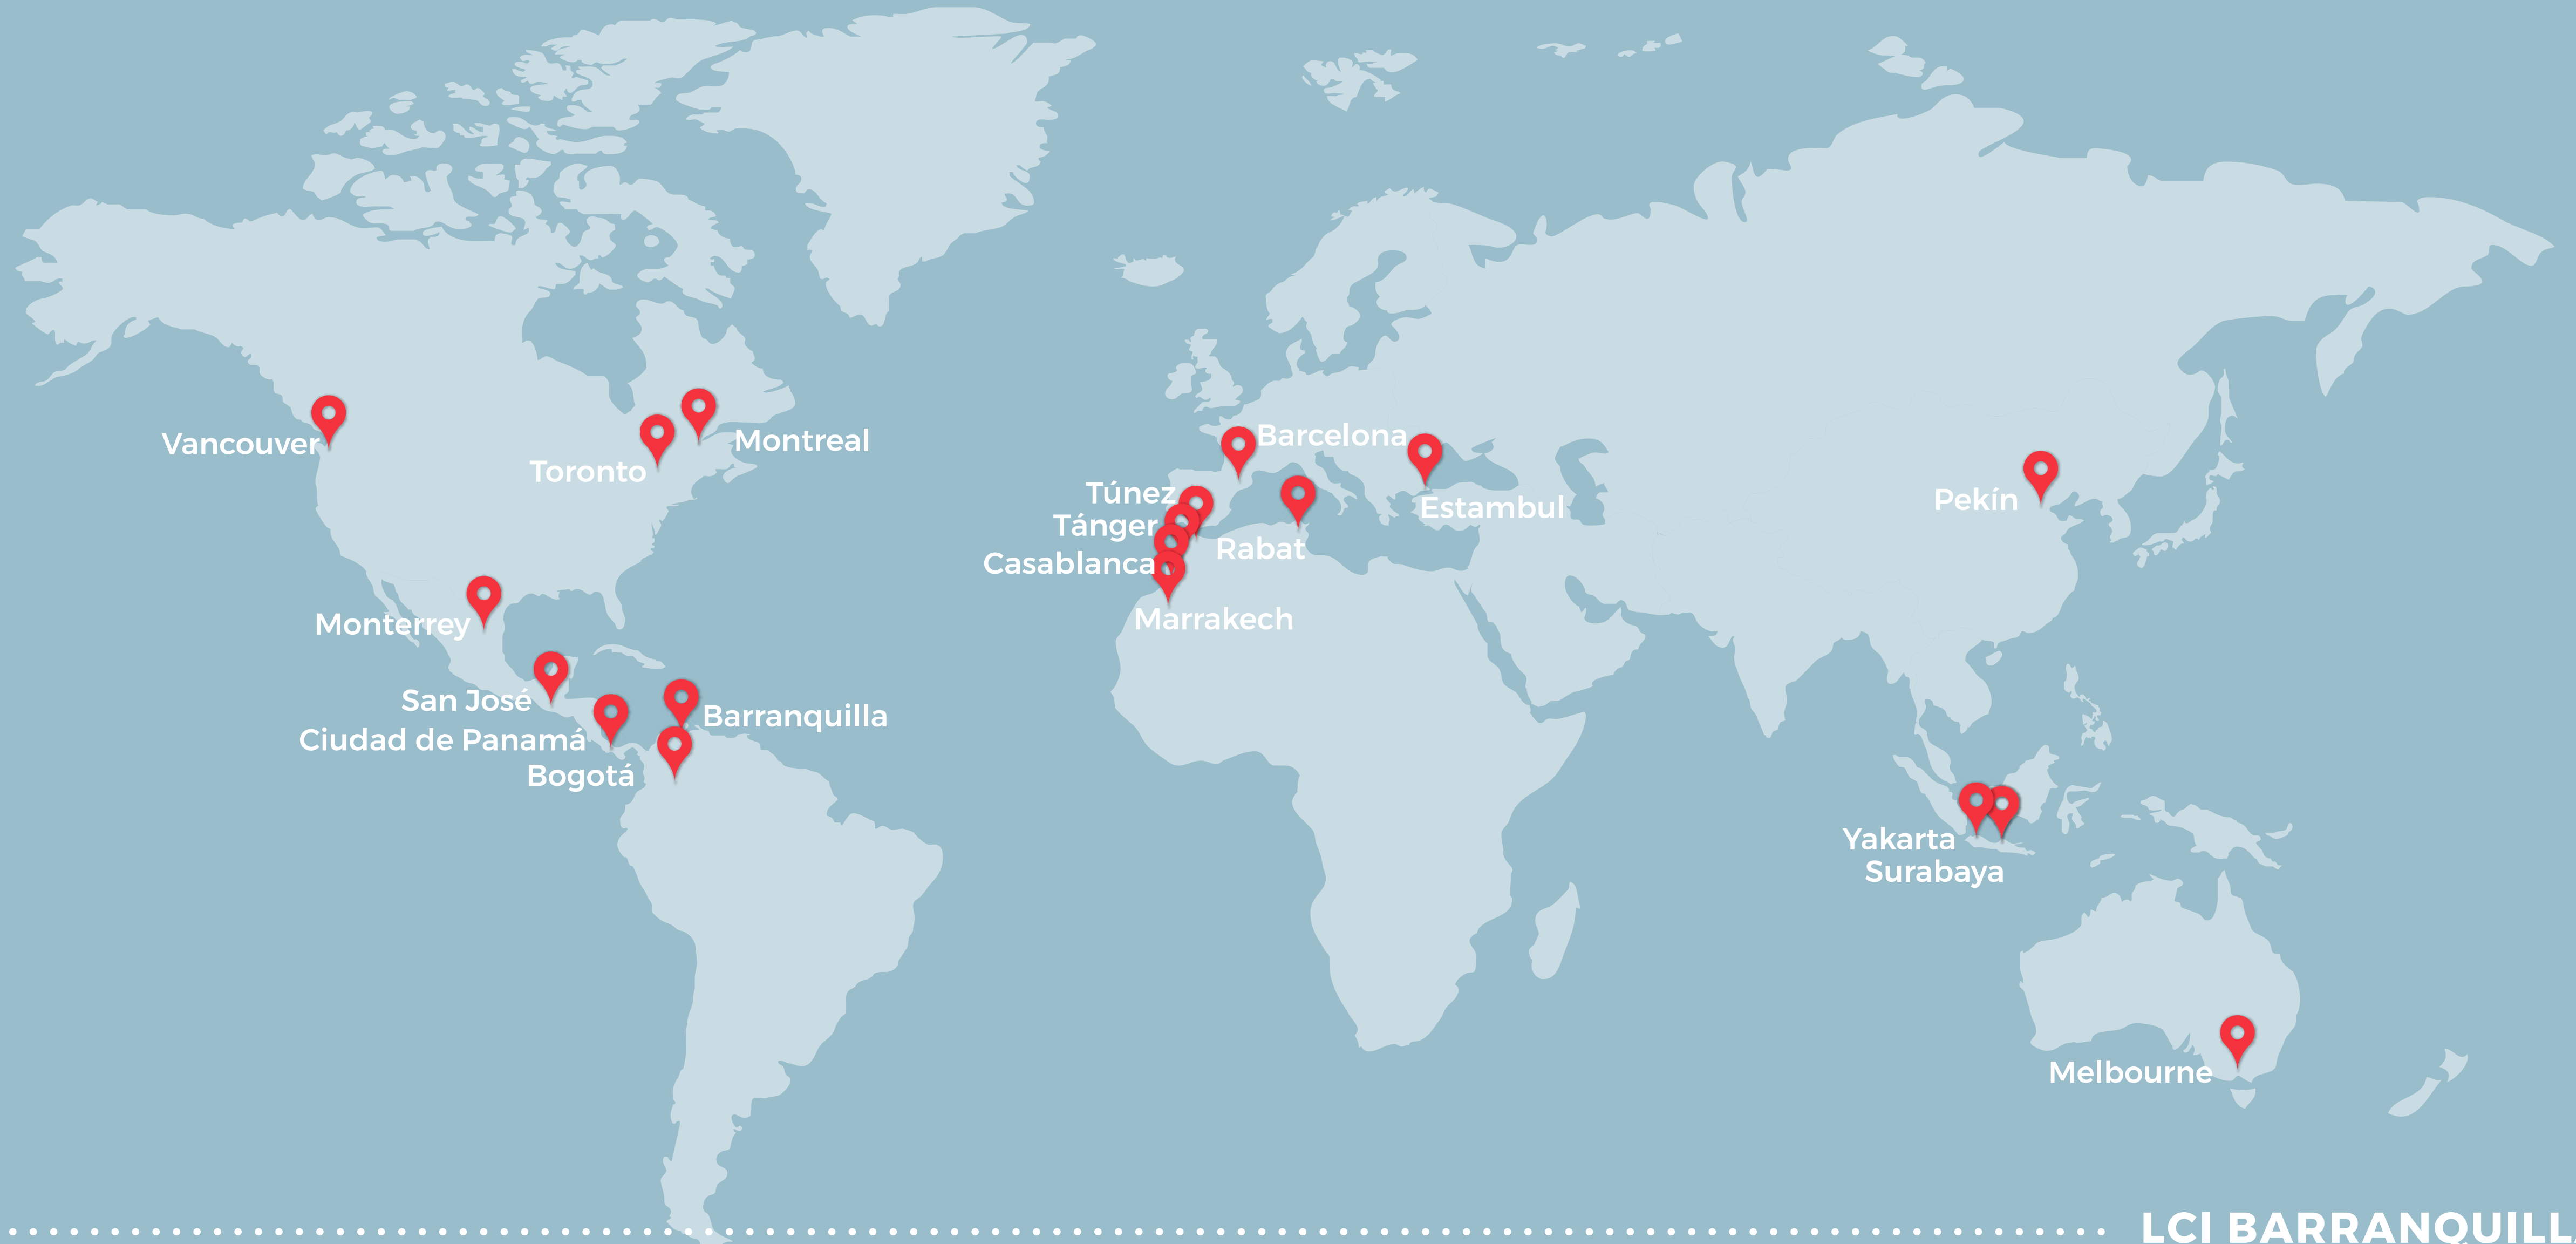 Vancouver
Toronto
Montreal
Monterrey
San José
Ciudad de Panamá
Bogotá
Barranquilla
Barcelona
Túnez
Tánger
Casablanca
Rabat
Marrakech
Estambul
Pekín
Yakarta
Surabaya
Melbourne
LCI BARRANQUILL